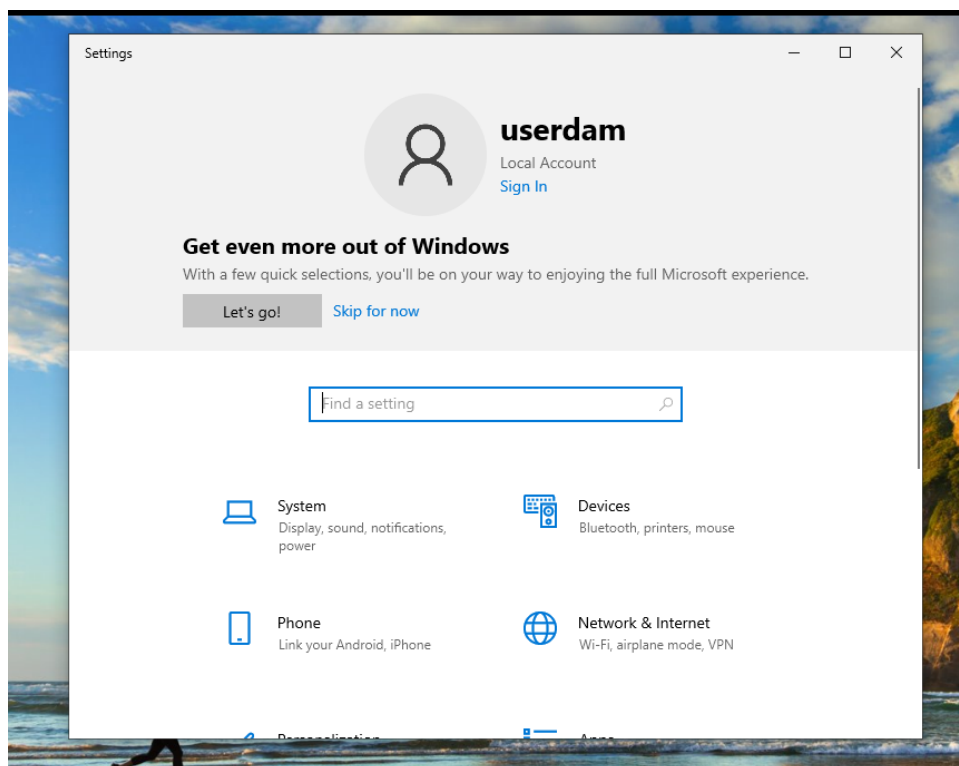 Settings
userdam
Local Account
Sign In
Get even more out of Windows
With a few quick selections, you'll be on your way to enjoying the full Microsoft experience.
Let's go!
Skip for now
Find a setting
System
Display, sound, notifications,
power
Devices
Bluetooth, printers, mouse
Phone
Link your Android, iPhone
Network & Internet
Wi-Fi, airplane mode, VPN
Personalization
Apps